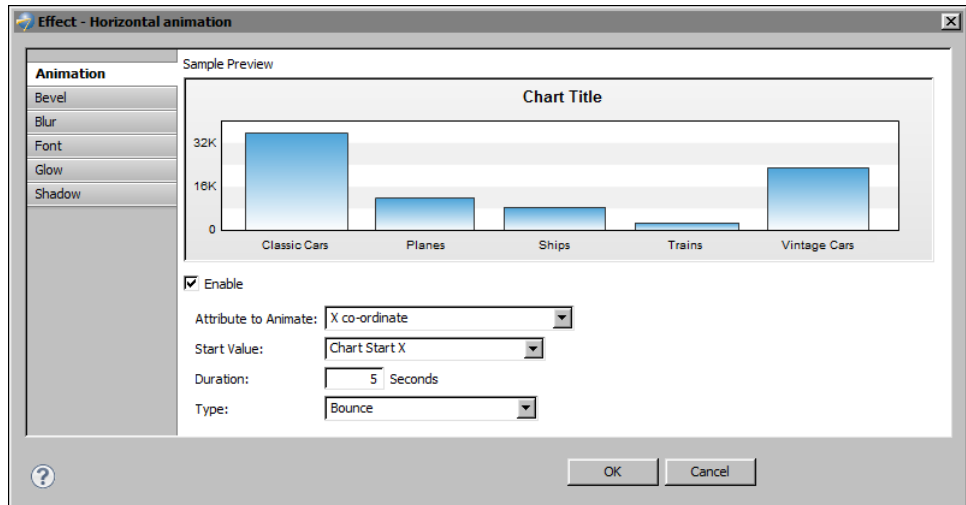 Effect - Horizontal animation
Animation
Bevel
Blur
Font
Glow
Shadow
Sample Preview
Chart Title
32K
16K
0
Classic Cars Planes Ships Trains Vintage Cars
Enable
Attribute to Animate: X co-ordinate
Start Value: Chart Start X
Duration: 5 Seconds
Type: Bounce
?
OK Cancel